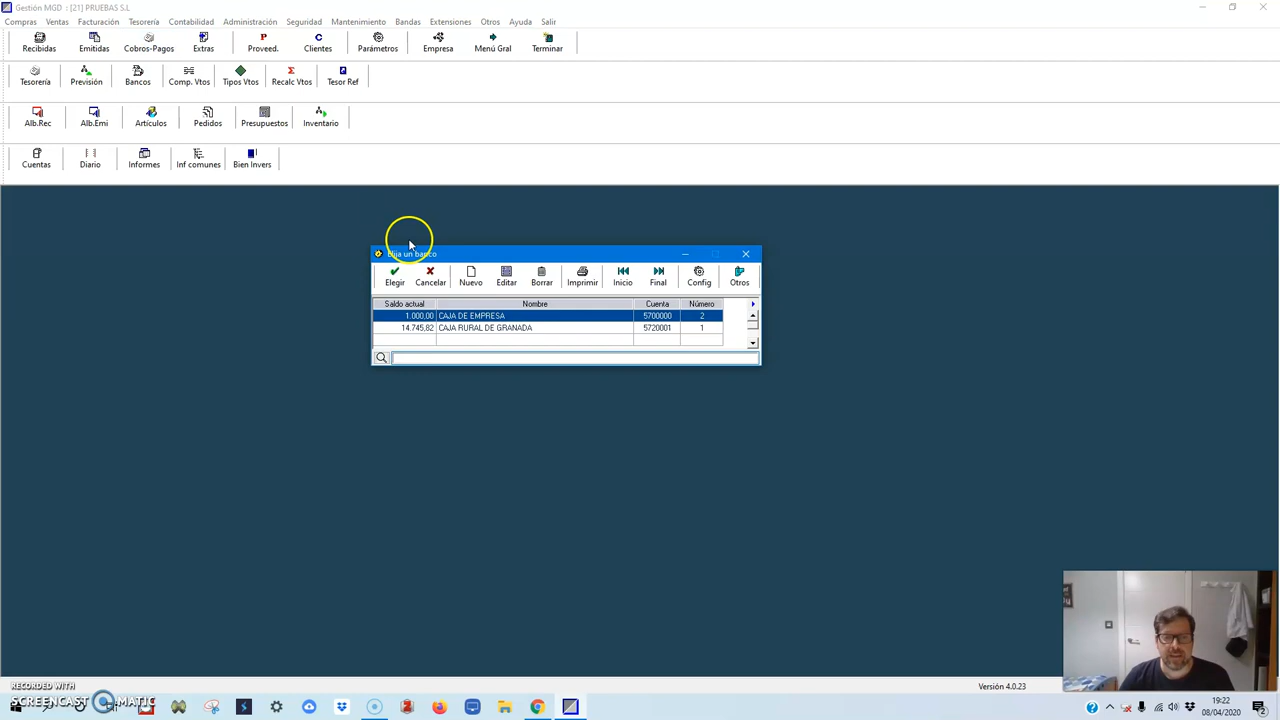 Gestión MGD : [21] PRUEBAS S.L
Compras Ventas Facturación Tesorería Contabilidad Administración Seguridad Mantenimiento Bandas Extensiones Otros Ayuda Salir
Recibidas Emitidas Cobros-Pagos Extras Proveed. Clientes Parámetros Empresa Menú Gral Terminar
Tesorería Previsión Bancos Comp. Vtos Tipos Vtos Recalc Vtos Tesor Ref
Alb.Rec Alb.Emi Artículos Pedidos Presupuestos Inventario
Cuentas Diario Informes Inf comunes Bien Invers
Elija un banco
Elegir Cancelar Nuevo Editar Borrar Imprimir Inicio Final Config Otros
Saldo actual Nombre Cuenta Número
1.000,00 CAJA DE EMPRESA 5700000 2
14.745,82 CAJA RURAL DE GRANADA 5720001 1
RECORDED WITH
SCREENCAST MATIC
Versión 4.0.23
19:22
08/04/2020
2